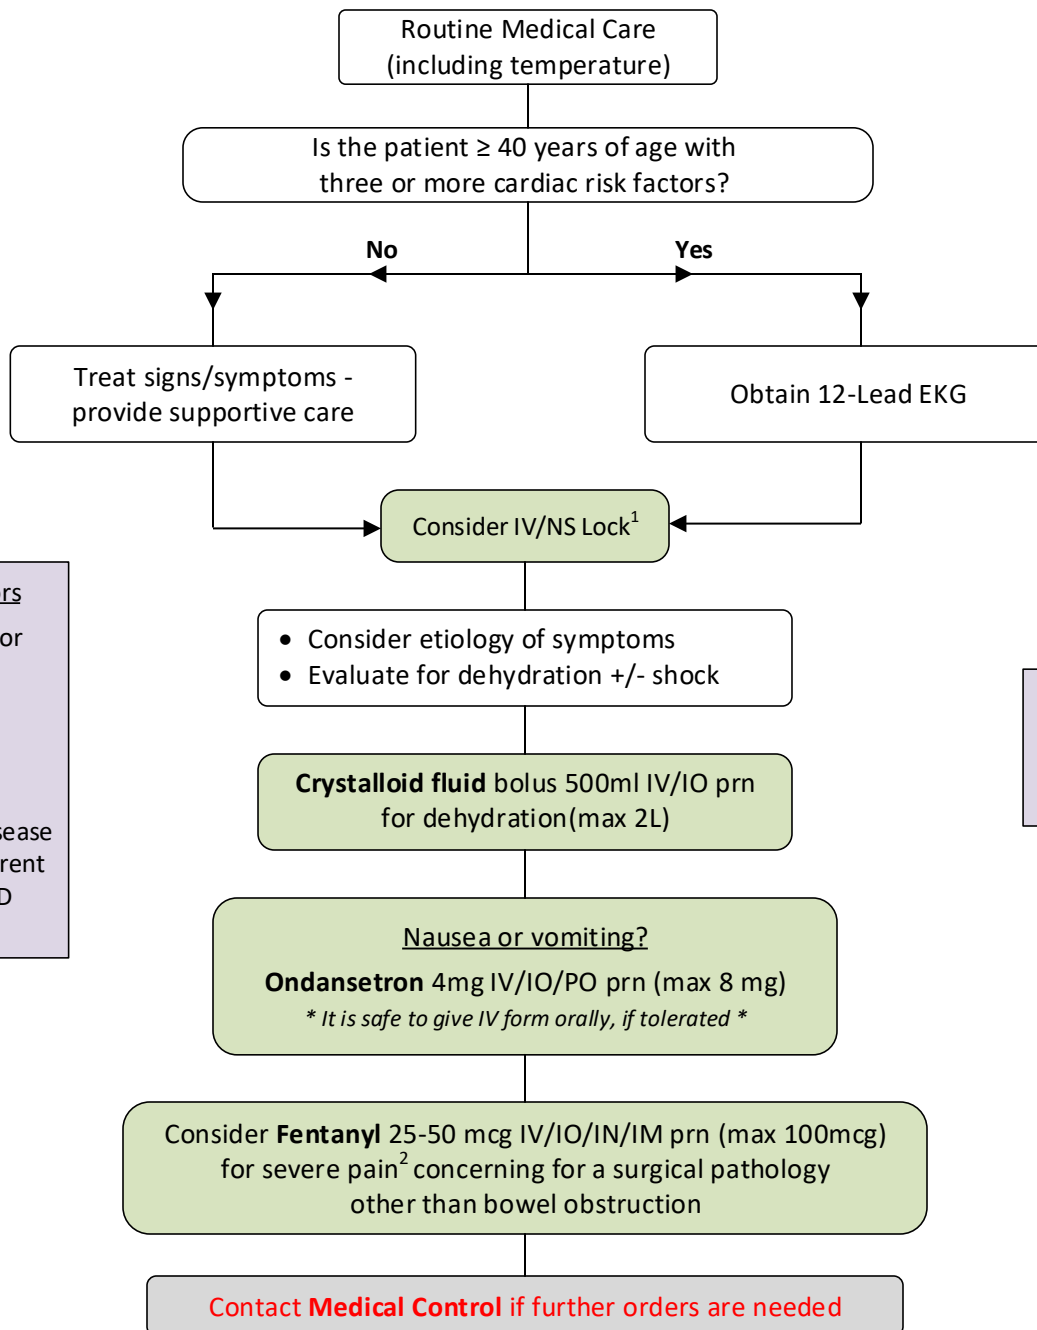 Routine Medical Care
(including temperature)
Is the patient ≥ 40 years of age with
three or more cardiac risk factors?
No
Yes
Treat signs/symptoms -
provide supportive care
Obtain 12-Lead EKG
Consider IV/NS Lock1
ors
or
• Consider etiology of symptoms
• Evaluate for dehydration +/- shock
Crystalloid fluid bolus 500ml IV/IO prn
for dehydration(max 2L)
sease
rent
D
Nausea or vomiting?
Ondansetron 4mg IV/IO/PO prn (max 8 mg)
* It is safe to give IV form orally, if tolerated *
Consider Fentanyl 25-50 mcg IV/IO/IN/IM prn (max 100mcg)
for severe pain2 concerning for a surgical pathology
other than bowel obstruction
Contact Medical Control if further orders are needed